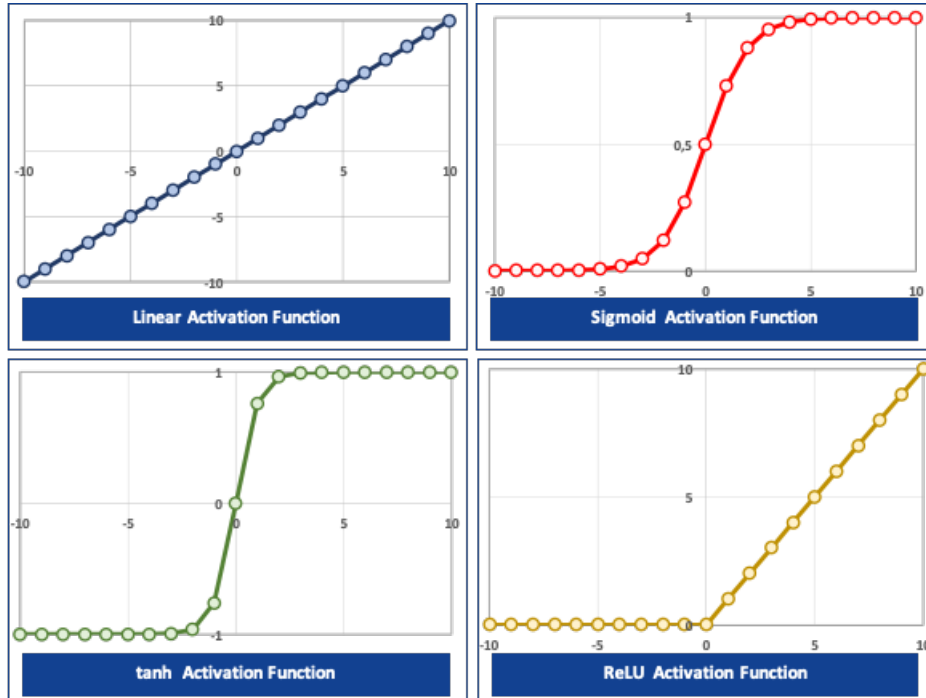 10
5
-10 -5 0 0 5 10
-5
-10
Linear Activation Function
1
0,5
0
-10 -5 0 5 10
Sigmoid Activation Function
1
0
-10 -5 0 5 10
-1
tanh Activation Function
10
5
0
-10 -5 0 5 10
ReLU Activation Function